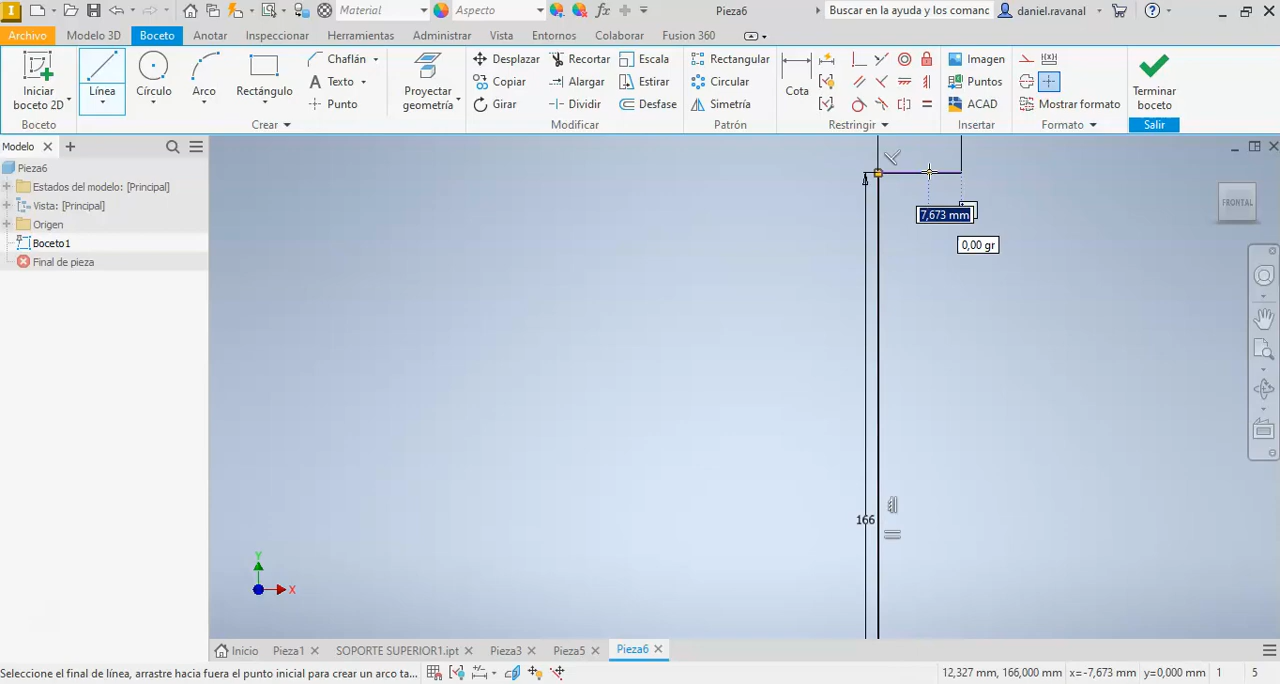 Material
Aspecto
Pieza6
Buscar en la ayuda y los comanc
daniel.ravanal
Archivo
Modelo 3D
Boceto
Anotar
Inspeccionar
Herramientas
Administrar
Vista
Entornos
Colaborar
Fusion 360
Iniciar
boceto 2D
Línea
Círculo
Arco
Rectángulo
Chaflán
Texto
Punto
Proyectar
geometría
Desplazar
Copiar
Girar
Recortar
Alargar
Dividir
Escala
Estirar
Desfase
Rectangular
Circular
Simetría
Cota
Imagen
Puntos
ACAD
Mostrar formato
Terminar
boceto
Boceto
Crear
Modificar
Patrón
Restringir
Insertar
Formato
Salir
Modelo
Pieza6
Estados del modelo: [Principal]
Vista: [Principal]
Origen
Boceto1
Final de pieza
7,673 mm
0,00 gr
166
FRONTAL
Y
X
Inicio
Pieza1
SOPORTE SUPERIOR1.ipt
Pieza3
Pieza5
Pieza6
Seleccione el final de línea, arrastre hacia fuera el punto inicial para crear un arco ta...
12,327 mm, 166,000 mm
x=-7,673 mm
y=0,000 mm
1
5